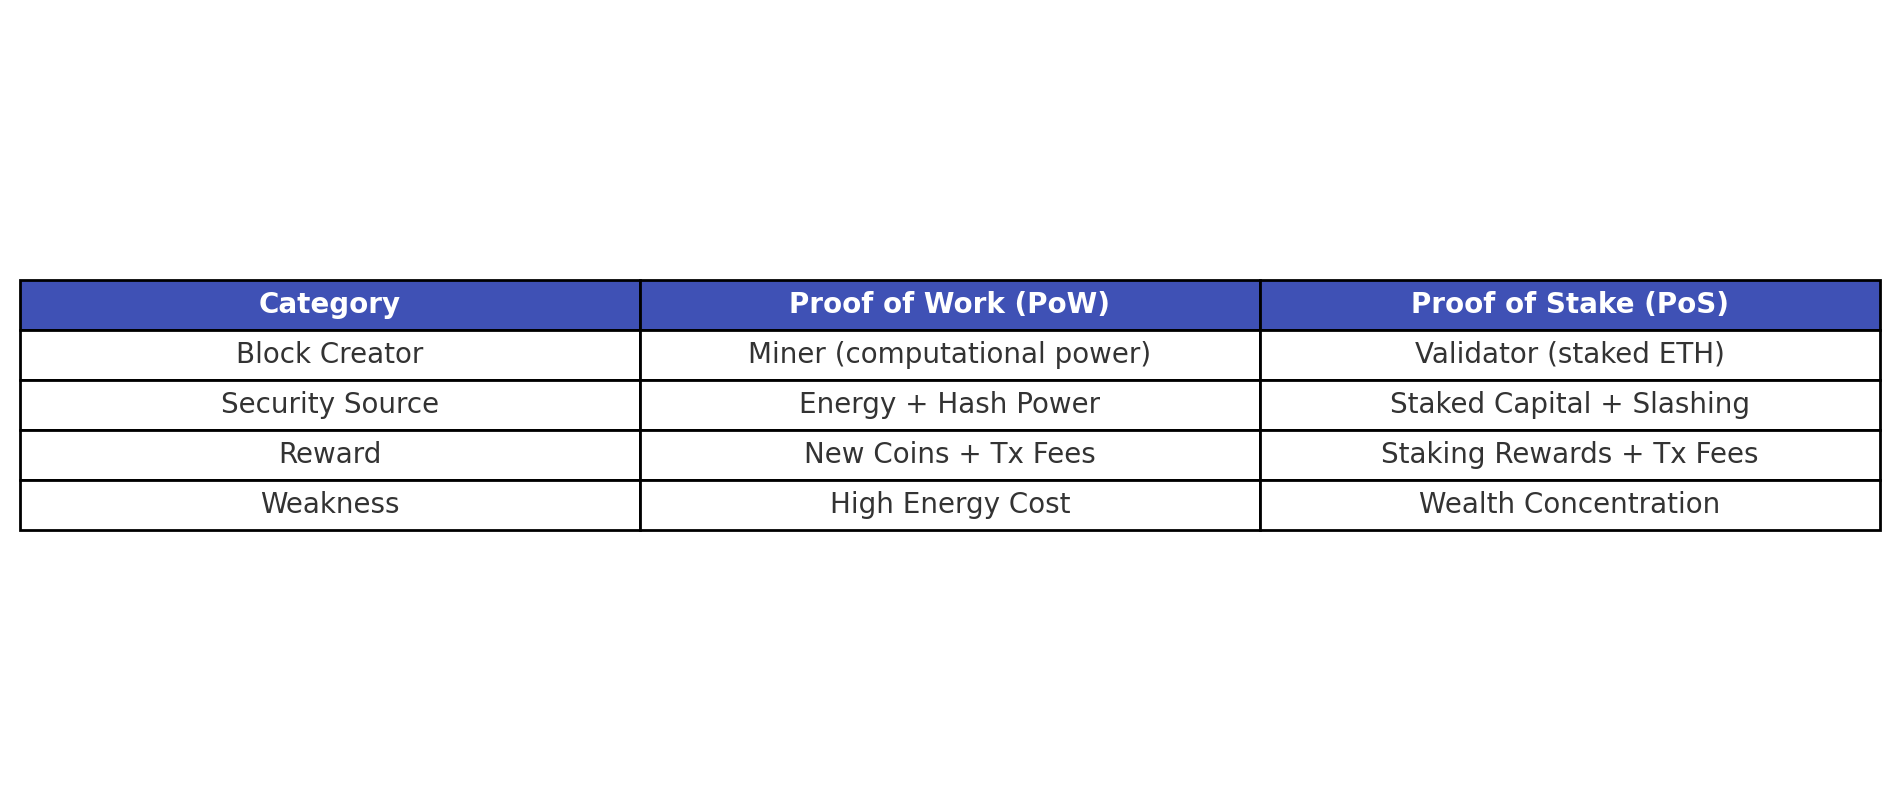 Category Proof of Work (PoW) Proof of Stake (PoS)
Block Creator Miner (computational power) Validator (staked ETH)
Security Source Energy + Hash Power Staked Capital + Slashing
Reward New Coins + Tx Fees Staking Rewards + Tx Fees
Weakness High Energy Cost Wealth Concentration